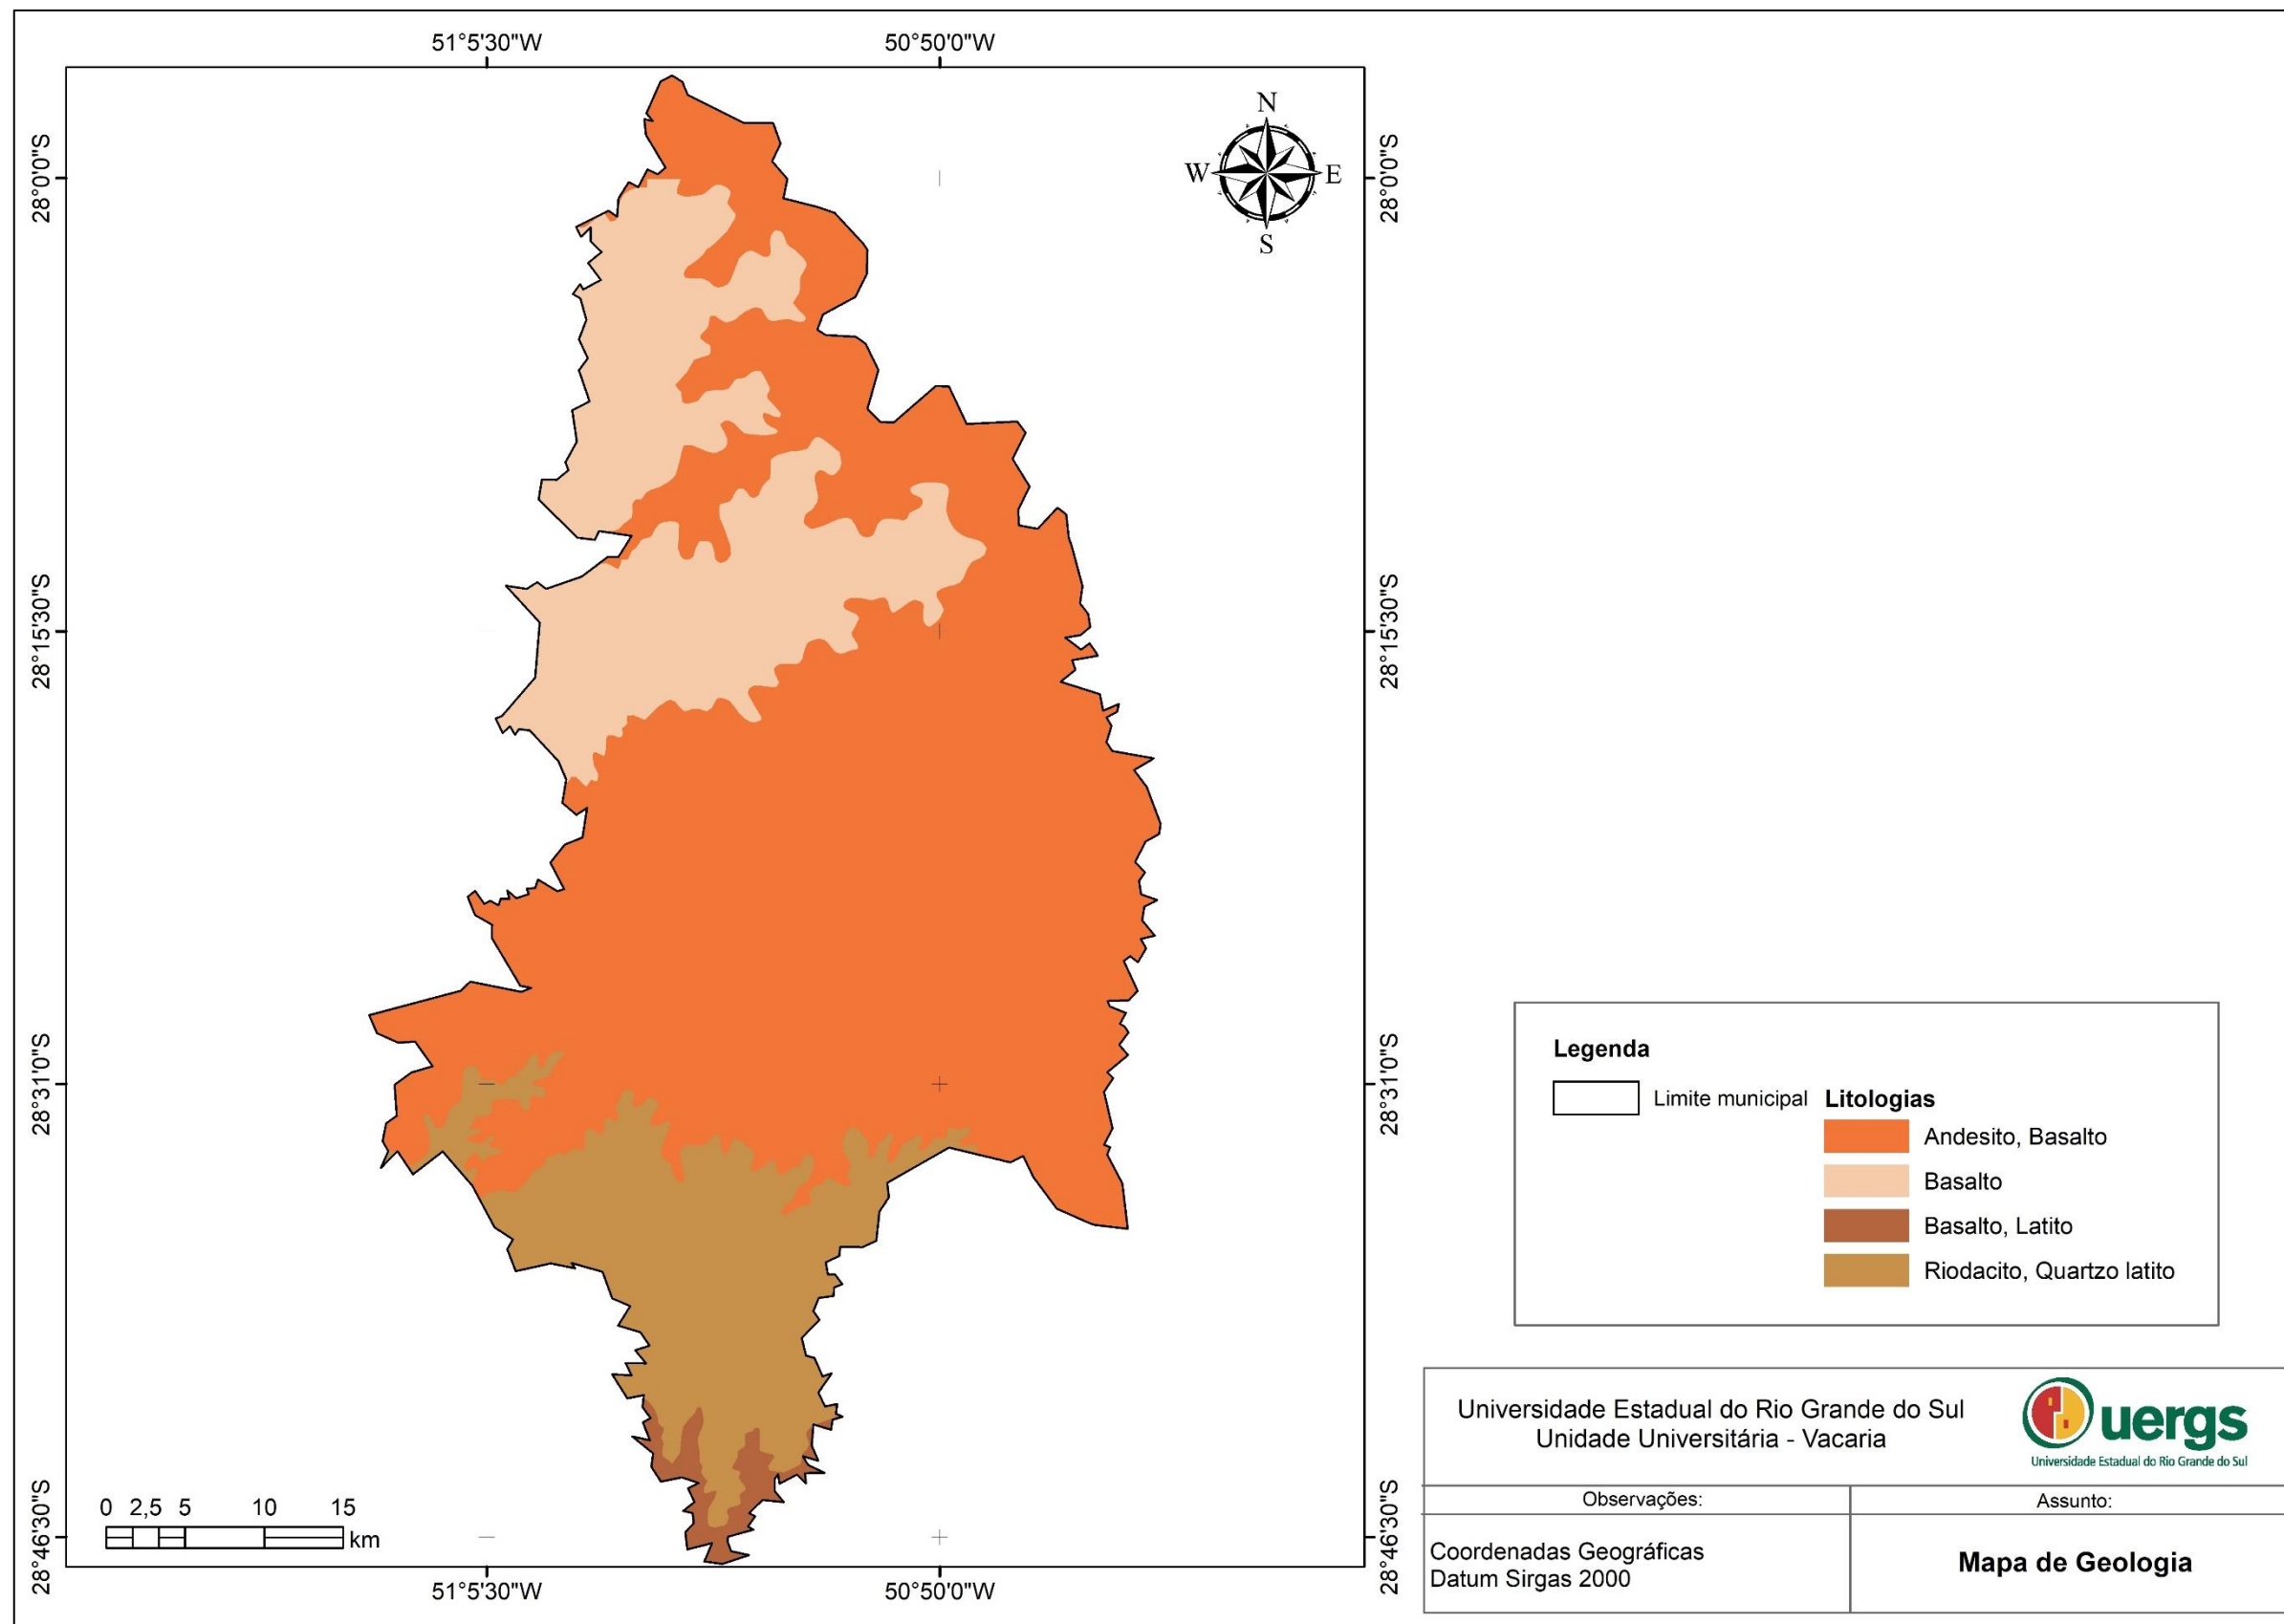 51°5'30"W
50°50'0"W
28°0'0"S
28°0'0"S
N
W
E
S
28°15'30"S
28°15'30"S
28°31'0"S
28°31'0"S
28°46'30"S
28°46'30"S
Legenda
Limite municipal
Litologias
Andesito, Basalto
Basalto
Basalto, Latito
Riodacito, Quartzo latito
0 2,5 5 10 15
km
51°5'30"W
50°50'0"W
Universidade Estadual do Rio Grande do Sul
Unidade Universitária - Vacaria
uergs
Universidade Estadual do Rio Grande do Sul
Observações:
Assunto:
Coordenadas Geográficas
Datum Sirgas 2000
Mapa de Geologia